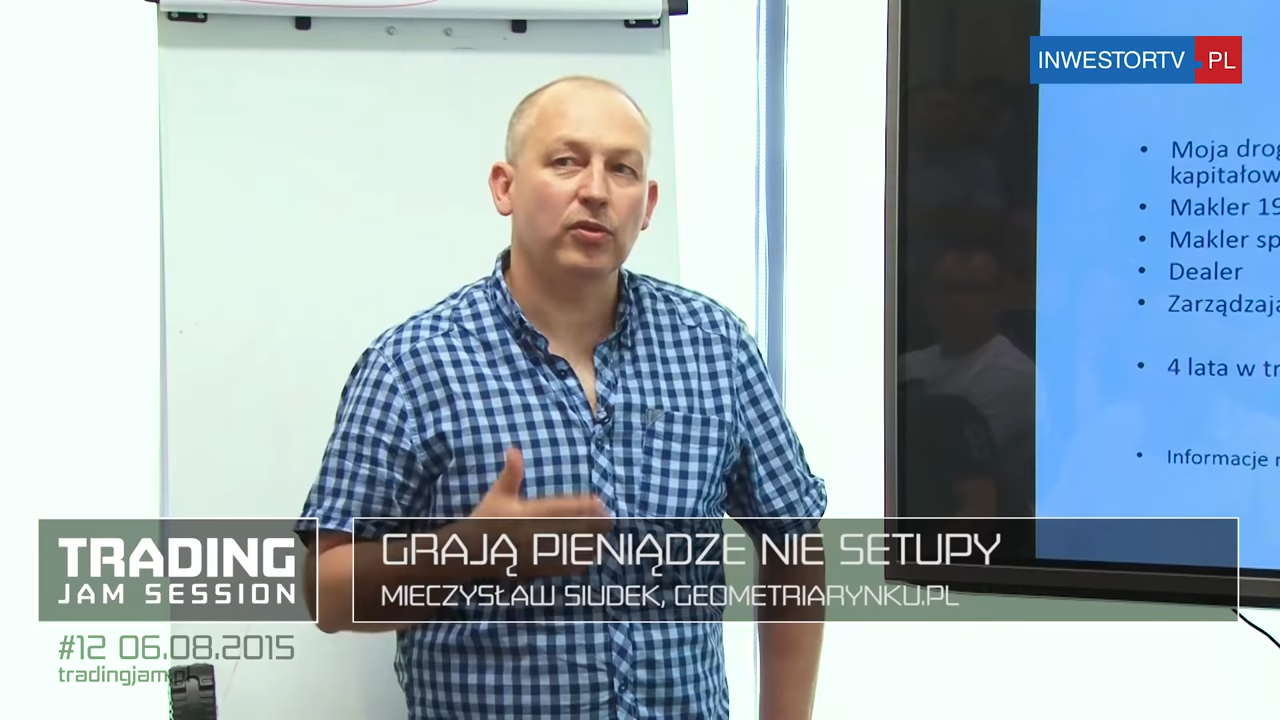 INWESTORTV.PL
Moja drog
kapitałow
Makler 19
Makler sp
Dealer
Zarządzają
4 lata w tr
Informacje
TRADING
JAM SESSION
GRAJĄ PIENIĄDZE NIE SETUPY
MIECZYSŁAW SIUDEK, GEOMETRIARYNKU.PL
#12 06.08.2015
tradingjam.pl